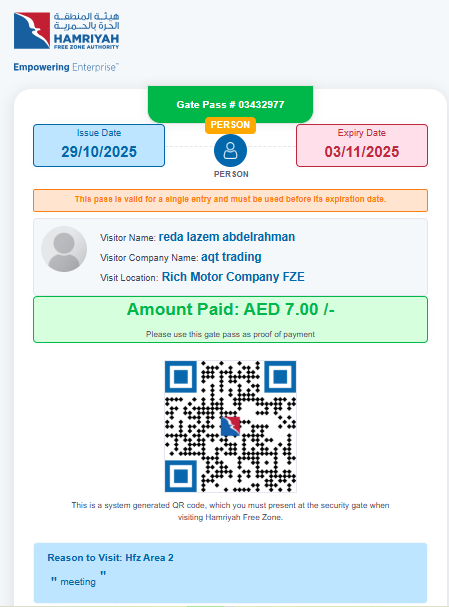 هيئة المنطقة
الحرة بالحمرية
HAMRIYAH
FREE ZONE AUTHORITY
Empowering Enterprise™
Gate Pass # 03432977
PERSON
Issue Date
29/10/2025
Expiry Date
03/11/2025
PERSON
This pass is valid for a single entry and must be used before its expiration date.
Visitor Name: reda lazem abdelrahman
Visitor Company Name: aqt trading
Visit Location: Rich Motor Company FZE
Amount Paid: AED 7.00 /-
Please use this gate pass as proof of payment
This is a system generated QR code, which you must present at the security gate when
visiting Hamriyah Free Zone.
Reason to Visit: Hfz Area 2
" meeting "